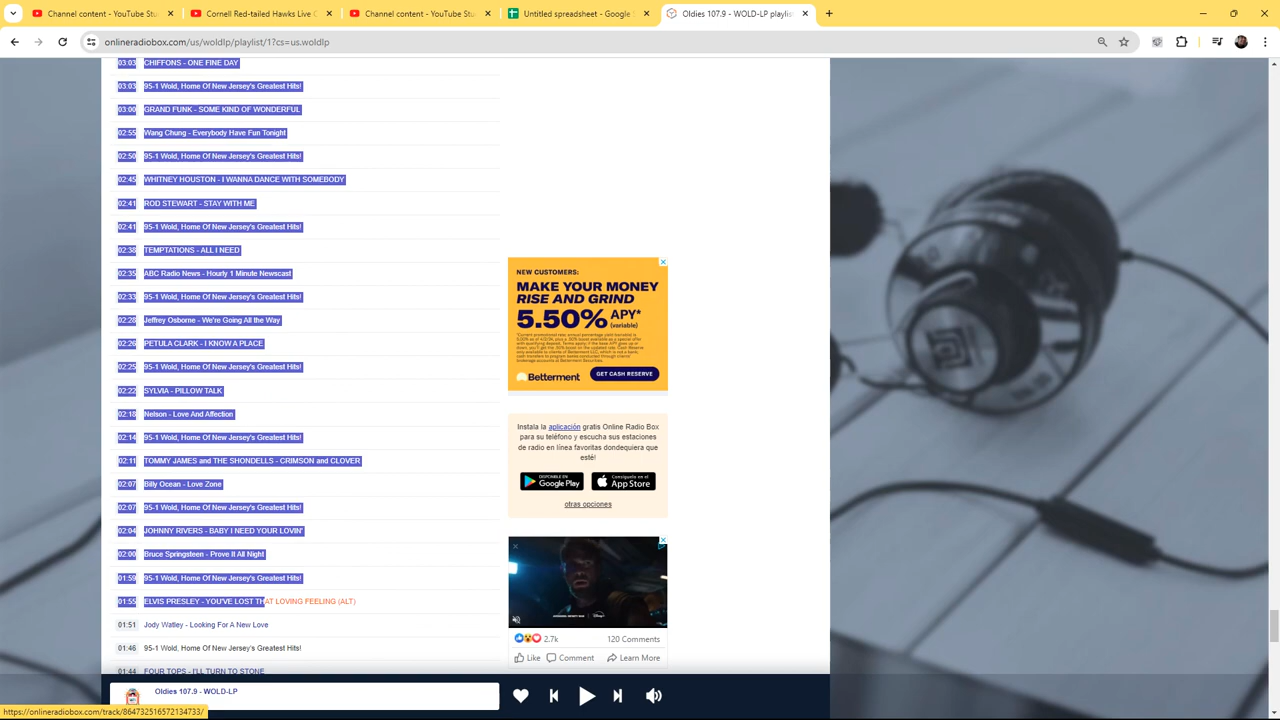 Channel content - YouTube Stu
Cornell Red-tailed Hawks Live C
Channel content - YouTube Stu
Untitled spreadsheet - Google S
Oldies 107.9 - WOLD-LP playlis
onlineradiobox.com/us/woldlp/playlist/1?cs=us.woldlp
03:03 CHIFFONS - ONE FINE DAY
03:03 95-1 Wold, Home Of New Jersey's Greatest Hits!
03:00 GRAND FUNK - SOME KIND OF WONDERFUL
02:55 Wang Chung - Everybody Have Fun Tonight
02:50 95-1 Wold, Home Of New Jersey's Greatest Hits!
02:45 WHITNEY HOUSTON - I WANNA DANCE WITH SOMEBODY
02:41 ROD STEWART - STAY WITH ME
02:41 95-1 Wold, Home Of New Jersey's Greatest Hits!
02:38 TEMPTATIONS - ALL I NEED
02:35 ABC Radio News - Hourly 1 Minute Newscast
02:33 95-1 Wold, Home Of New Jersey's Greatest Hits!
02:28 Jeffrey Osborne - We're Going All the Way
02:26 PETULA CLARK - I KNOW A PLACE
02:25 95-1 Wold, Home Of New Jersey's Greatest Hits!
02:22 SYLVIA - PILLOW TALK
02:18 Nelson - Love And Affection
02:14 95-1 Wold, Home Of New Jersey's Greatest Hits!
02:11 TOMMY JAMES and THE SHONDELLS - CRIMSON and CLOVER
02:07 Billy Ocean - Love Zone
02:07 95-1 Wold, Home Of New Jersey's Greatest Hits!
02:04 JOHNNY RIVERS - BABY I NEED YOUR LOVIN'
02:00 Bruce Springsteen - Prove It All Night
01:59 95-1 Wold, Home Of New Jersey's Greatest Hits!
01:55 ELVIS PRESLEY - YOU'VE LOST THAT LOVING FEELING (ALT)
01:51 Jody Watley - Looking For A New Love
01:46 95-1 Wold, Home Of New Jersey's Greatest Hits!
01:44 FOUR TOPS - I'LL TURN TO STONE
NEW CUSTOMERS:
MAKE YOUR MONEY
RISE AND GRIND
5.50% APY*
(variable)
Betterment
GET CASH RESERVE
Instala la aplicación gratis Online Radio Box
para su teléfono y escucha sus estaciones
de radio en línea favoritas dondequiera que
esté!
DISPONIBLE EN
Google Play
Consíguelo en el
App Store
otras opciones
2.7k 120 Comments
Like Comment Learn More
Oldies 107.9 - WOLD-LP
https://onlineradiobox.com/track/864732516572134733/